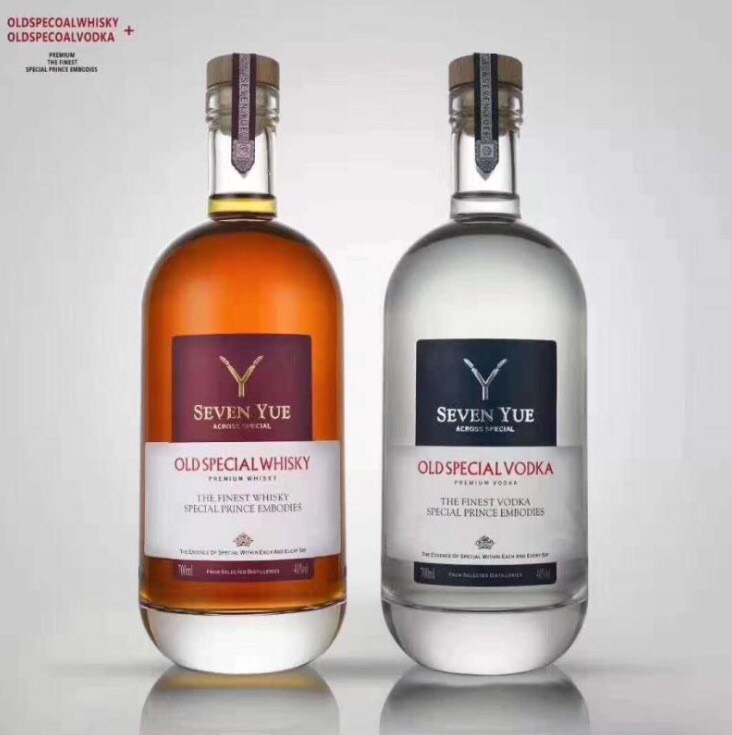 OLDSPECOALWHISKY
OLDSPECOALVODKA +
PREMIUM
THE FINEST
SPECIAL PRINCE EMBODIES
SEVEN YUE
SEVEN YUE
ACROSS SPECIAL
OLD SPECIAL WHISKY
PREMIUM WHISKY
THE FINEST WHISKY
SPECIAL PRINCE EMBODIES
THE ESSENCE OF SPECIAL WITHIN EACH AND EVERY SIP
700ml FROM SELECTED DISTILLERIES 40%
SEVEN YUE
SEVEN YUE
ACROSS SPECIAL
OLD SPECIAL VODKA
PREMIUM VODKA
THE FINEST VODKA
SPECIAL PRINCE EMBODIES
THE ESSENCE OF SPECIAL WITHIN EACH AND EVERY SIP
700ml FROM SELECTED DISTILLERIES 40%